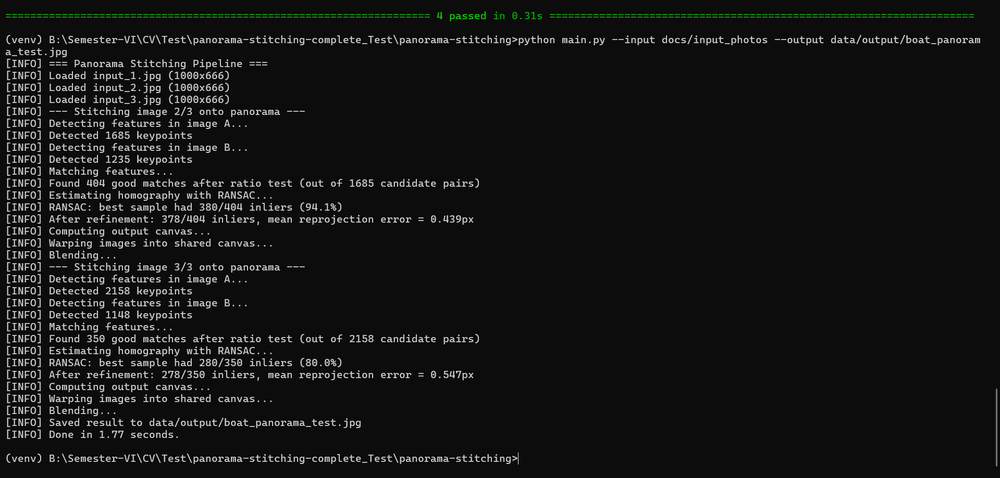 ==================================================================== 4 passed in 0.31s ====================================================================
(venv) B:\Semester-VI\CV\Test\panorama-stitching-complete_Test\panorama-stitching>python main.py --input docs/input_photos --output data/output/boat_panoram
a_test.jpg
[INFO] === Panorama Stitching Pipeline ===
[INFO] Loaded input_1.jpg (1000x666)
[INFO] Loaded input_2.jpg (1000x666)
[INFO] Loaded input_3.jpg (1000x666)
[INFO] --- Stitching image 2/3 onto panorama ---
[INFO] Detecting features in image A...
[INFO] Detected 1685 keypoints
[INFO] Detecting features in image B...
[INFO] Detected 1235 keypoints
[INFO] Matching features...
[INFO] Found 404 good matches after ratio test (out of 1685 candidate pairs)
[INFO] Estimating homography with RANSAC...
[INFO] RANSAC: best sample had 380/404 inliers (94.1%)
[INFO] After refinement: 378/404 inliers, mean reprojection error = 0.439px
[INFO] Computing output canvas...
[INFO] Warping images into shared canvas...
[INFO] Blending...
[INFO] --- Stitching image 3/3 onto panorama ---
[INFO] Detecting features in image A...
[INFO] Detected 2158 keypoints
[INFO] Detecting features in image B...
[INFO] Detected 1148 keypoints
[INFO] Matching features...
[INFO] Found 350 good matches after ratio test (out of 2158 candidate pairs)
[INFO] Estimating homography with RANSAC...
[INFO] RANSAC: best sample had 280/350 inliers (80.0%)
[INFO] After refinement: 278/350 inliers, mean reprojection error = 0.547px
[INFO] Computing output canvas...
[INFO] Warping images into shared canvas...
[INFO] Blending...
[INFO] Saved result to data/output/boat_panorama_test.jpg
[INFO] Done in 1.77 seconds.
(venv) B:\Semester-VI\CV\Test\panorama-stitching-complete_Test\panorama-stitching>